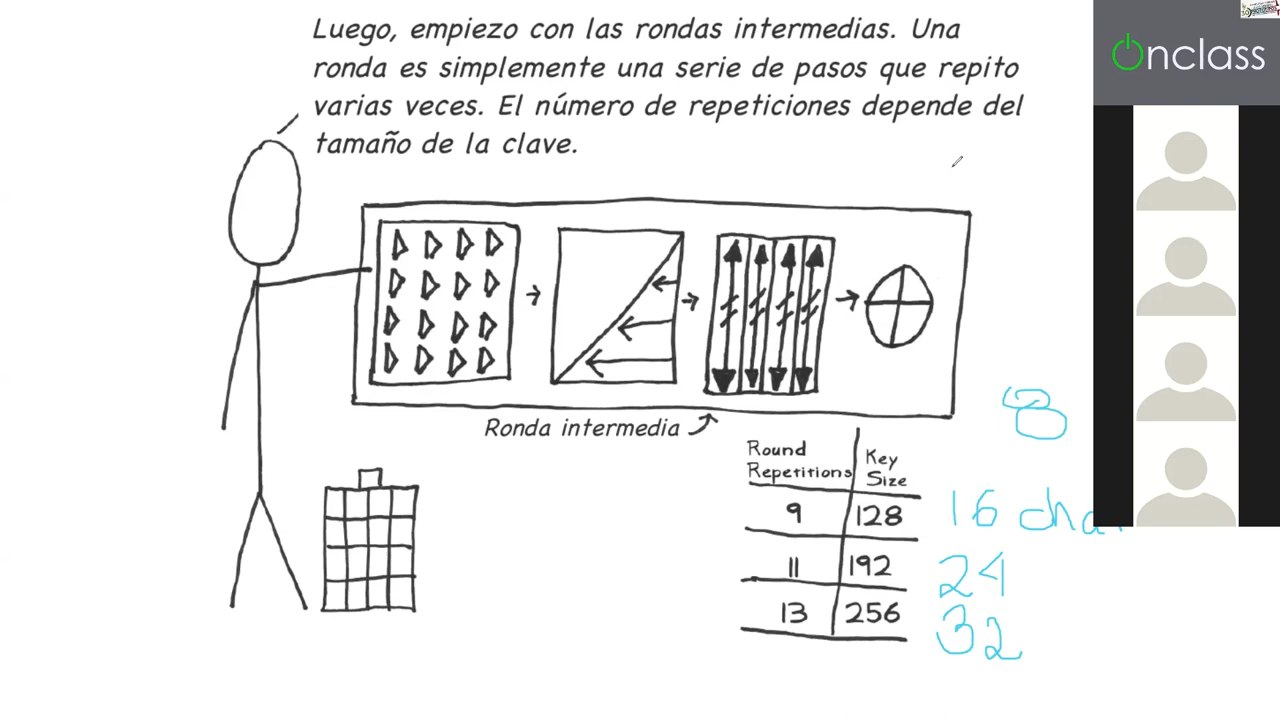 Luego, empiezo con las rondas intermedias. Una
ronda es simplemente una serie de pasos que repito
varias veces. El número de repeticiones depende del
tamaño de la clave.
Onclass
Ronda intermedia
8
Round Repetitions Key Size
9 128 16 cha
11 192 24
13 256 32